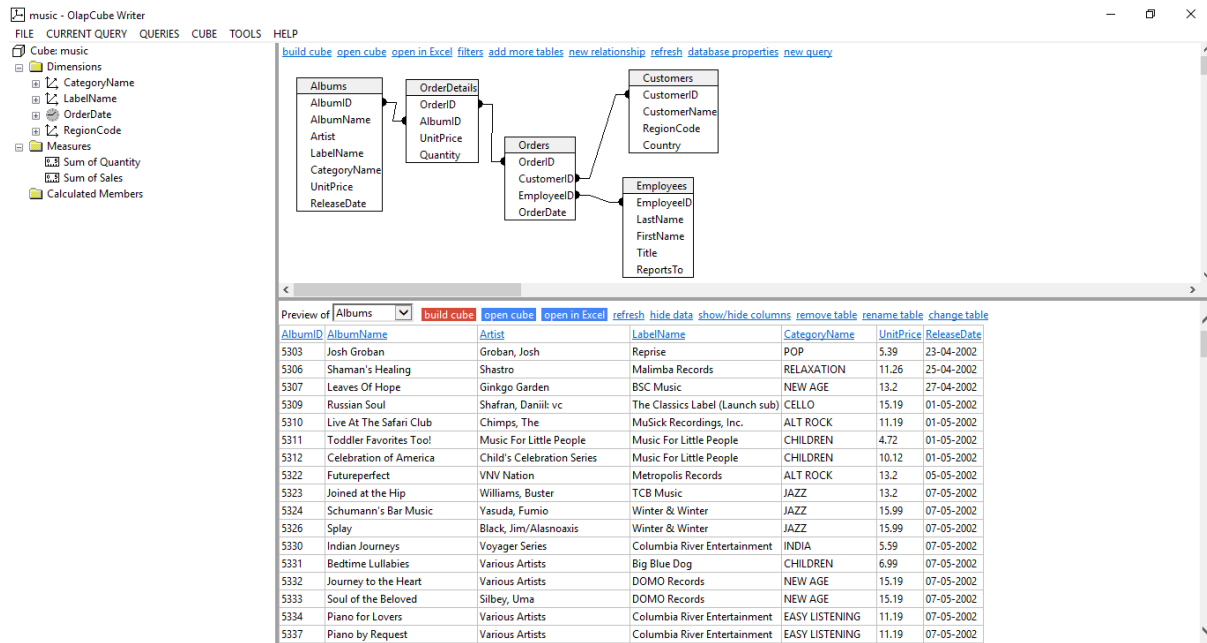 music - OlapCube Writer
FILE CURRENT QUERY QUERIES CUBE TOOLS HELP
Cube: music
Dimensions
CategoryName
LabelName
OrderDate
RegionCode
Measures
Sum of Quantity
Sum of Sales
Calculated Members
build cube open cube open in Excel filters add more tables new relationship refresh database properties new query
Albums
AlbumID
AlbumName
Artist
LabelName
CategoryName
UnitPrice
ReleaseDate
OrderDetails
OrderID
AlbumID
UnitPrice
Quantity
Orders
OrderID
CustomerID
EmployeeID
OrderDate
Customers
CustomerID
CustomerName
RegionCode
Country
Employees
EmployeeID
LastName
FirstName
Title
ReportsTo
Preview of Albums build cube open cube open in Excel refresh hide data show/hide columns remove table rename table change table
AlbumID AlbumName Artist LabelName CategoryName UnitPrice ReleaseDate
5303 Josh Groban Groban, Josh Reprise POP 5.39 23-04-2002
5306 Shaman's Healing Shastro Malimba Records RELAXATION 11.26 25-04-2002
5307 Leaves Of Hope Ginkgo Garden BSC Music NEW AGE 13.2 27-04-2002
5309 Russian Soul Shafran, Daniil: vc The Classics Label (Launch sub) CELLO 15.19 01-05-2002
5310 Live At The Safari Club Chimps, The MuSick Recordings, Inc. ALT ROCK 11.19 01-05-2002
5311 Toddler Favorites Too! Music For Little People Music For Little People CHILDREN 4.72 01-05-2002
5312 Celebration of America Child's Celebration Series Music For Little People CHILDREN 10.12 01-05-2002
5322 Futureperfect VNV Nation Metropolis Records ALT ROCK 13.2 05-05-2002
5323 Joined at the Hip Williams, Buster TCB Music JAZZ 13.2 07-05-2002
5324 Schumann's Bar Music Yasuda, Fumio Winter & Winter JAZZ 15.99 07-05-2002
5326 Splay Black, Jim/Alasnoaxis Winter & Winter JAZZ 15.99 07-05-2002
5330 Indian Journeys Voyager Series Columbia River Entertainment INDIA 5.59 07-05-2002
5331 Bedtime Lullabies Various Artists Big Blue Dog CHILDREN 6.99 07-05-2002
5332 Journey to the Heart Various Artists DOMO Records NEW AGE 15.19 07-05-2002
5333 Soul of the Beloved Silbey, Uma DOMO Records NEW AGE 15.19 07-05-2002
5334 Piano for Lovers Various Artists Columbia River Entertainment EASY LISTENING 11.19 07-05-2002
5337 Piano by Request Various Artists Columbia River Entertainment EASY LISTENING 11.19 07-05-2002